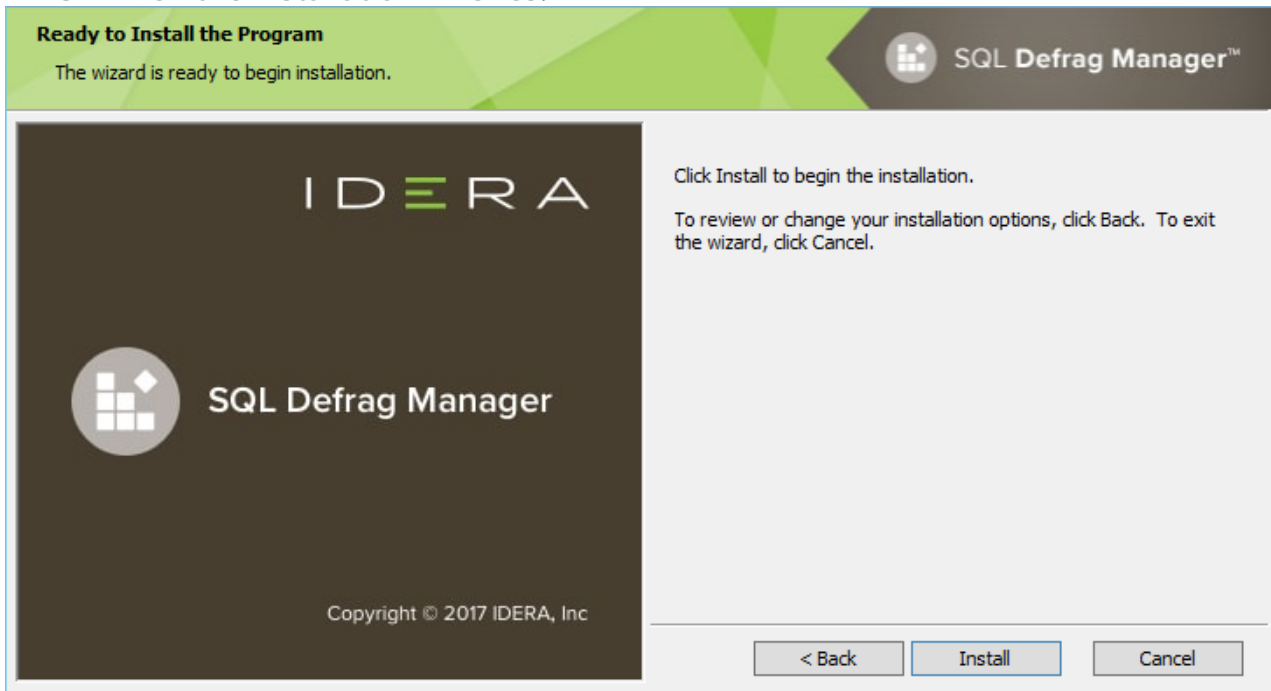 Ready to Install the Program
The wizard is ready to begin installation.
SQL Defrag Manager™
IDERA
SQL Defrag Manager
Copyright © 2017 IDERA, Inc
Click Install to begin the installation.
To review or change your installation options, click Back. To exit
the wizard, click Cancel.
< Back
Install
Cancel